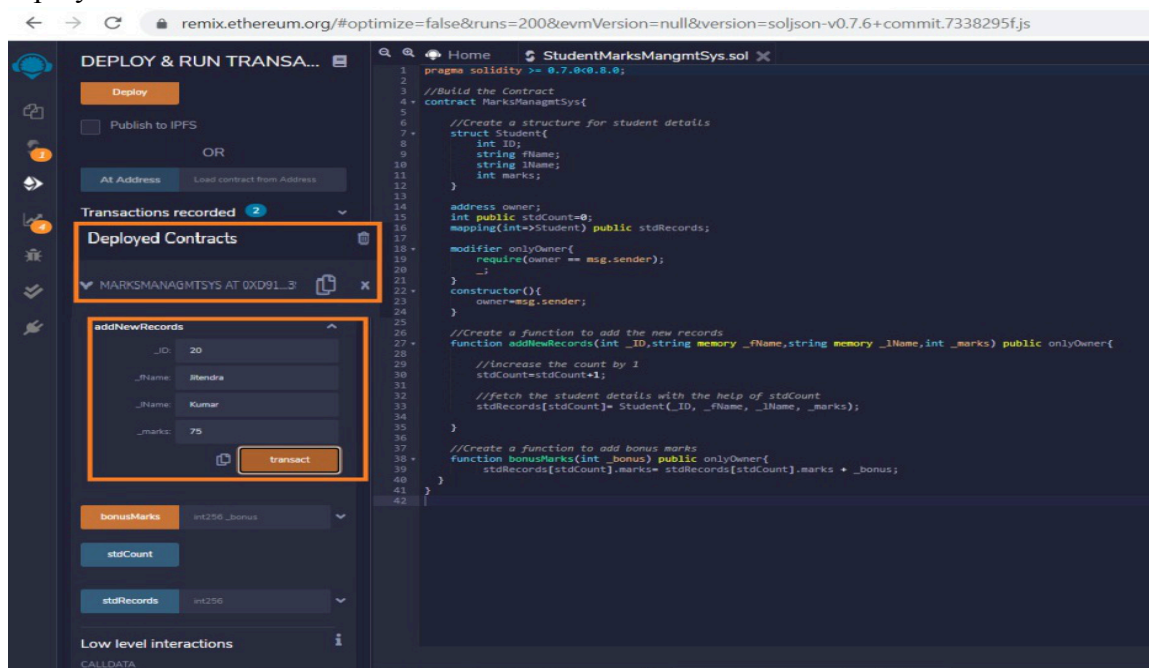 remix.ethereum.org/#optimize=false&runs=200&evmVersion=null&version=soljson-v0.7.6+commit.7338295f.js
DEPLOY & RUN TRANSA...
Deploy
Publish to IPFS
OR
At Address Load contract from Address
Transactions recorded 2
Deployed Contracts
MARKSMANAGMTSYS AT 0XD91...3
addNewRecords
_ID: 20
_fName: Jitendra
_lName: Kumar
_marks: 75
transact
bonusMarks int256 _bonus
stdCount
stdRecords int256
Low level interactions i
CALLDATA
Home StudentMarksMangmtSys.sol
1 pragma solidity >= 0.7.0<0.8.0;
2
3 //Build the Contract
4 contract MarksManagmtSys{
5
6 //Create a structure for student details
7 struct Student{
8 int ID;
9 string fName;
10 string lName;
11 int marks;
12 }
13
14 address owner;
15 int public stdCount=0;
16 mapping(int=>Student) public stdRecords;
17
18 modifier onlyOwner{
19 require(owner == msg.sender);
20 _;
21 }
22 constructor(){
23 owner=msg.sender;
24 }
25
26 //Create a function to add the new records
27 function addNewRecords(int _ID,string memory _fName,string memory _lName,int _marks) public onlyOwner{
28
29 //increase the count by 1
30 stdCount=stdCount+1;
31
32 //fetch the student details with the help of stdCount
33 stdRecords[stdCount]= Student(_ID, _fName, _lName, _marks);
34
35 }
36
37 //Create a function to add bonus marks
38 function bonusMarks(int _bonus) public onlyOwner{
39 stdRecords[stdCount].marks= stdRecords[stdCount].marks + _bonus;
40 }
41 }
42